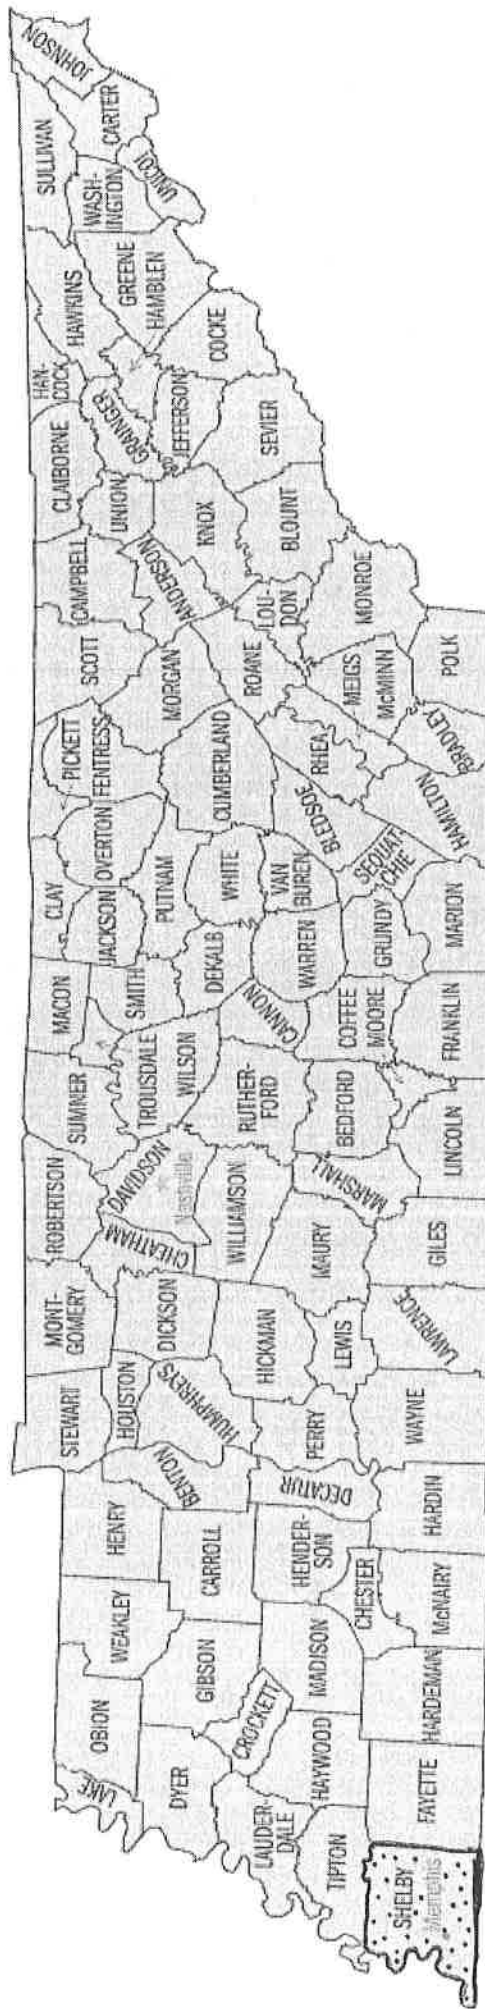 JOHNSON
SULLIVAN
CARTER
UNICOI
WASH-
INGTON
GREENE
HAWKINS
HAMBLEN
HAN-
COCK
COCKE
GRAINGER
JEFFERSON
CLAIBORNE
SEVIER
UNION
KNOX
BLOUNT
CAMPBELL
ANDERSON
LOU-
DON
MONROE
SCOTT
MORGAN
ROANE
MEIGS
McMINN
POLK
PICKETT
FENTRESS
CUMBERLAND
RHEA
BRADLEY
HAMILTON
OVERTON
BLEDSOE
SEQUAT-
CHIE
CLAY
JACKSON
PUTNAM
WHITE
VAN
BUREN
GRUNDY
MARION
MACON
SMITH
DEKALB
WARREN
CANNON
COFFEE
MOORE
FRANKLIN
SUMNER
TROUSDALE
WILSON
RUTHER-
FORD
BEDFORD
LINCOLN
ROBERTSON
DAVIDSON
Nashville
CHEATHAM
WILLIAMSON
MARSHALL
MAURY
GILES
MONT-
GOMERY
DICKSON
HICKMAN
LEWIS
LAWRENCE
STEWART
HOUSTON
HUMPHREYS
PERRY
WAYNE
BENTON
DECATUR
HENRY
CARROLL
HENDER-
SON
HARDIN
CHESTER
McNAIRY
WEAKLEY
GIBSON
MADISON
HARDEMAN
OBION
CROCKETT
HAYWOOD
LAKE
DYER
LAUDER-
DALE
FAYETTE
TIPTON
SHELBY
Memphis